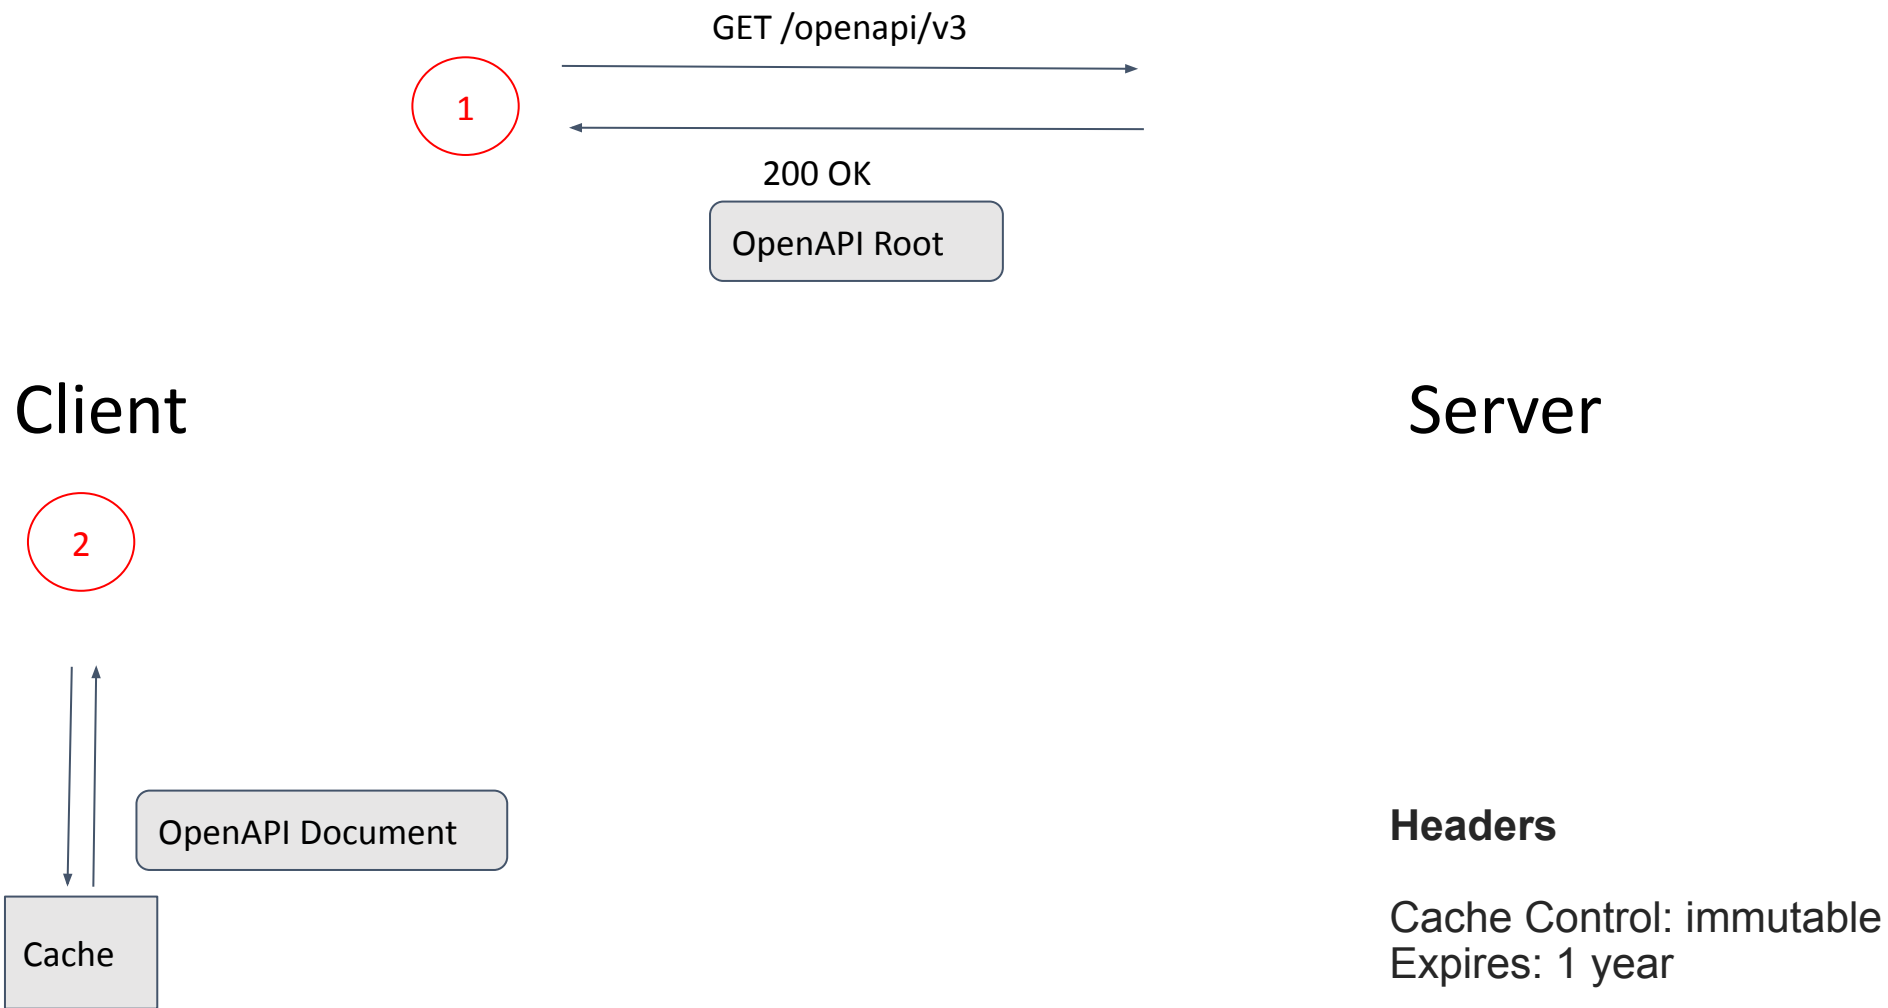 GET /openapi/v3
1
200 OK
OpenAPI Root
Client
Server
2
OpenAPI Document
Headers
Cache Control: immutable
Expires: 1 year
Cache